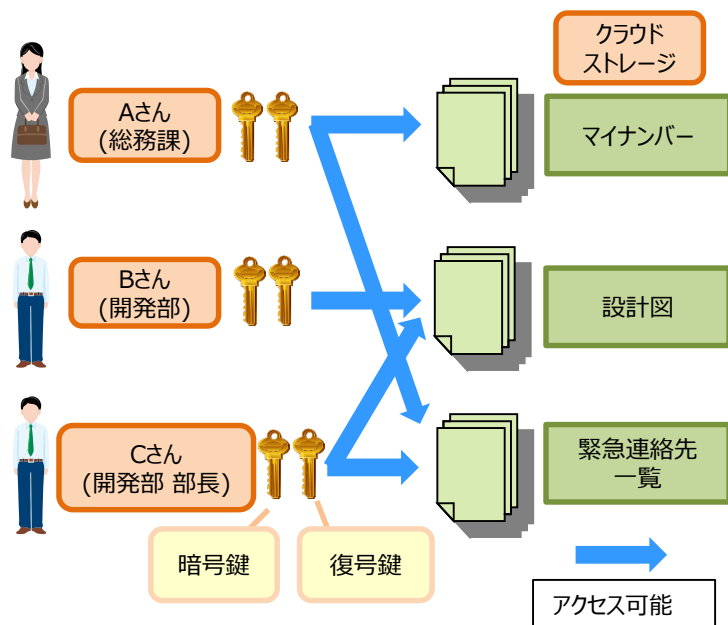 クラウド
ストレージ
Aさん
(総務課)
マイナンバー
Bさん
(開発部)
設計図
Cさん
(開発部 部長)
緊急連絡先
一覧
暗号鍵
復号鍵
アクセス可能